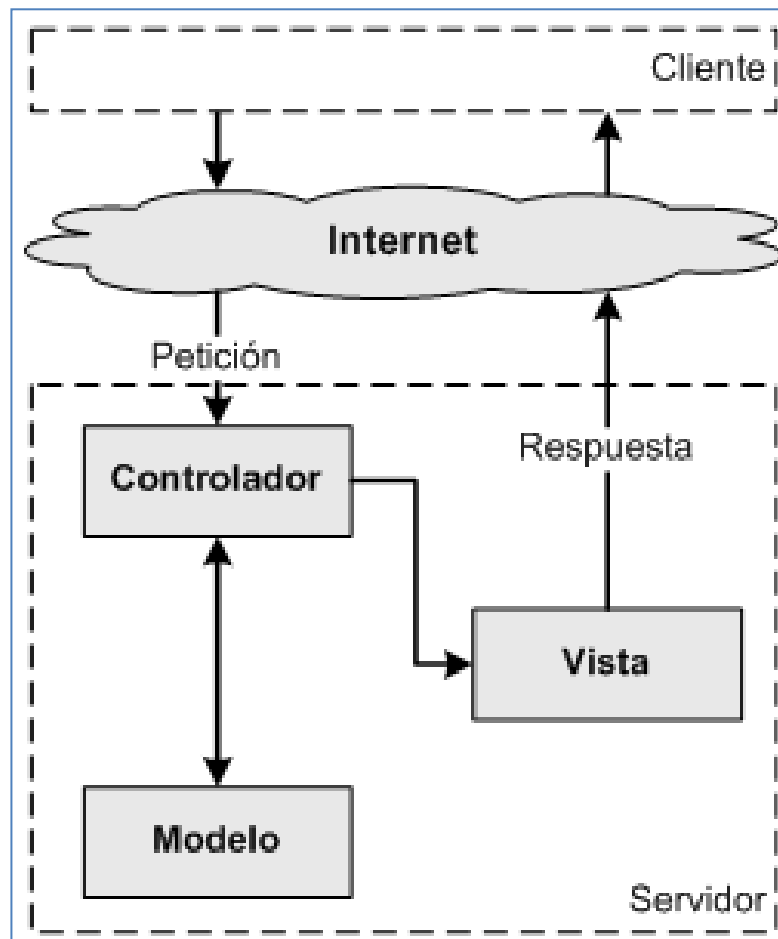 Cliente
Internet
Petición
Controlador
Respuesta
Vista
Modelo
Servidor